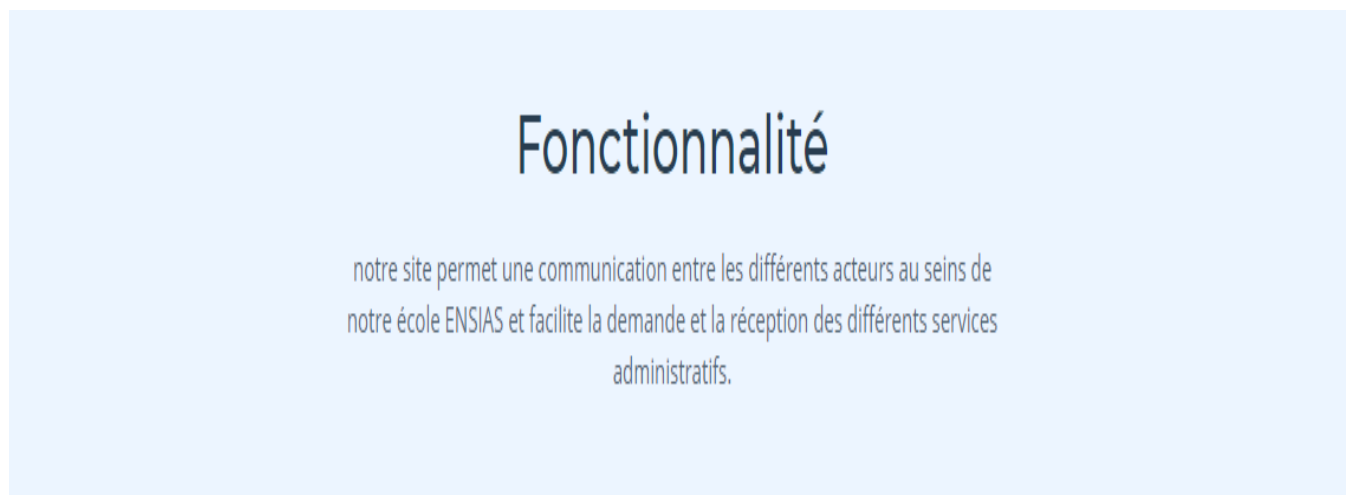 Fonctionnalité
notre site permet une communication entre les différents acteurs au seins de
notre école ENSIAS et facilite la demande et la réception des différents services
administratifs.